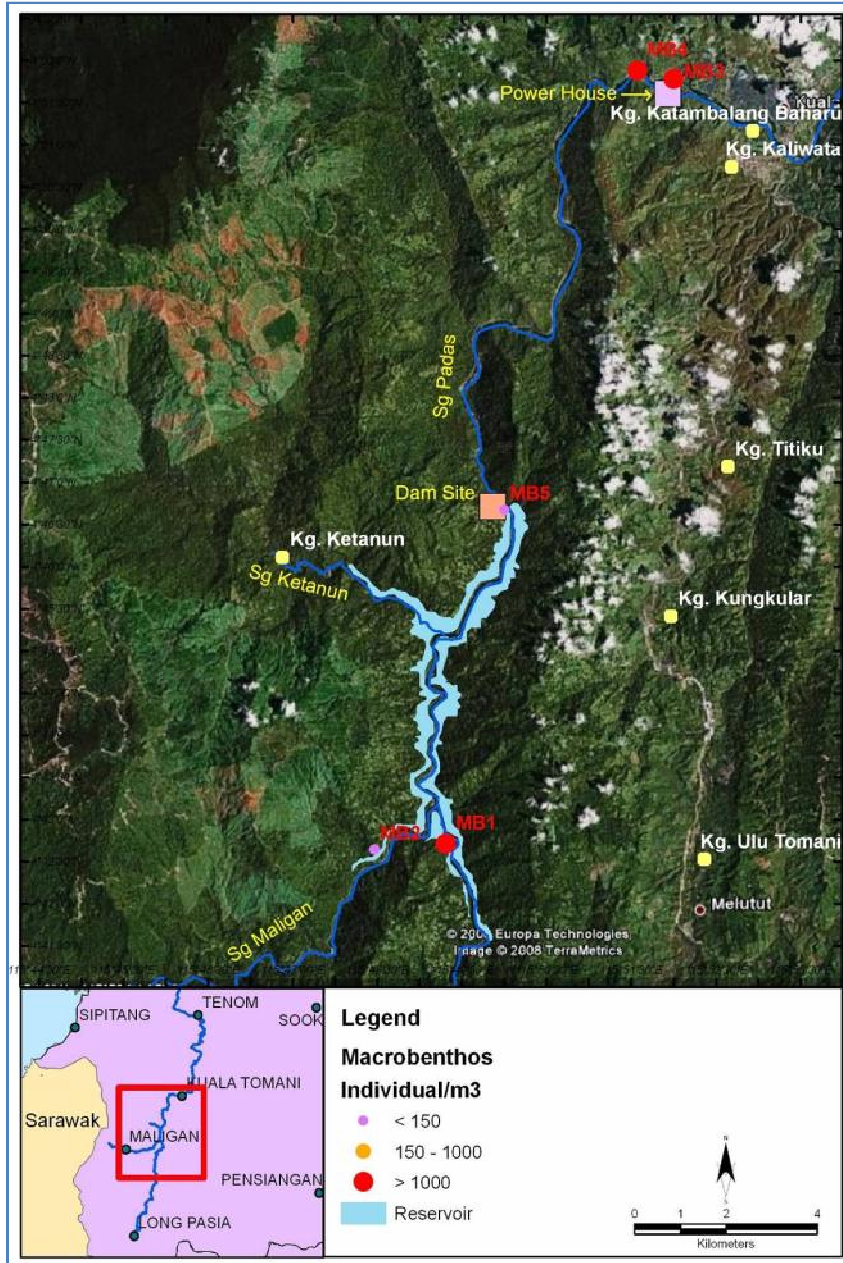 MB4
MB3
Power House
Kual
Kg. Katambalang Baharu
Kg. Kaliwata
Sg Padas
Kg. Titiku
Dam Site
MB5
Kg. Ketanun
Sg Ketanun
Kg. Kungkular
MB2
MB1
Kg. Ulu Tomani
Melutut
Sg Maligan
Europa Technologies
Image © 2008 TerraMetrics
TENOM
SIPITANG
SOOK
KUALA TOMANI
Sarawak
MALIGAN
PENSIANGAN
LONG PASIA
Legend
Macrobenthos
Individual/m3
< 150
150 - 1000
> 1000
Reservoir
N
0 1 2 4
Kilometers